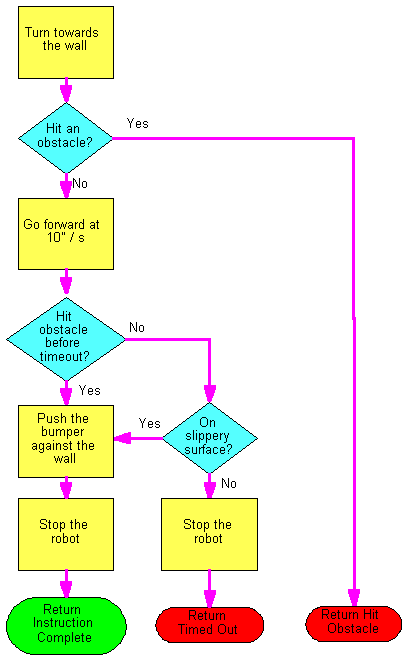 Turn towards
the wall
Yes
Hit an
obstacle?
No
Go forward at
10" / s
Hit
obstacle
before
timeout?
No
Yes
Push the
bumper
against the
wall
Yes
On
slippery
surface?
No
Stop the
robot
Stop the
robot
Return
Instruction
Complete
Return
Timed Out
Return Hit
Obstacle